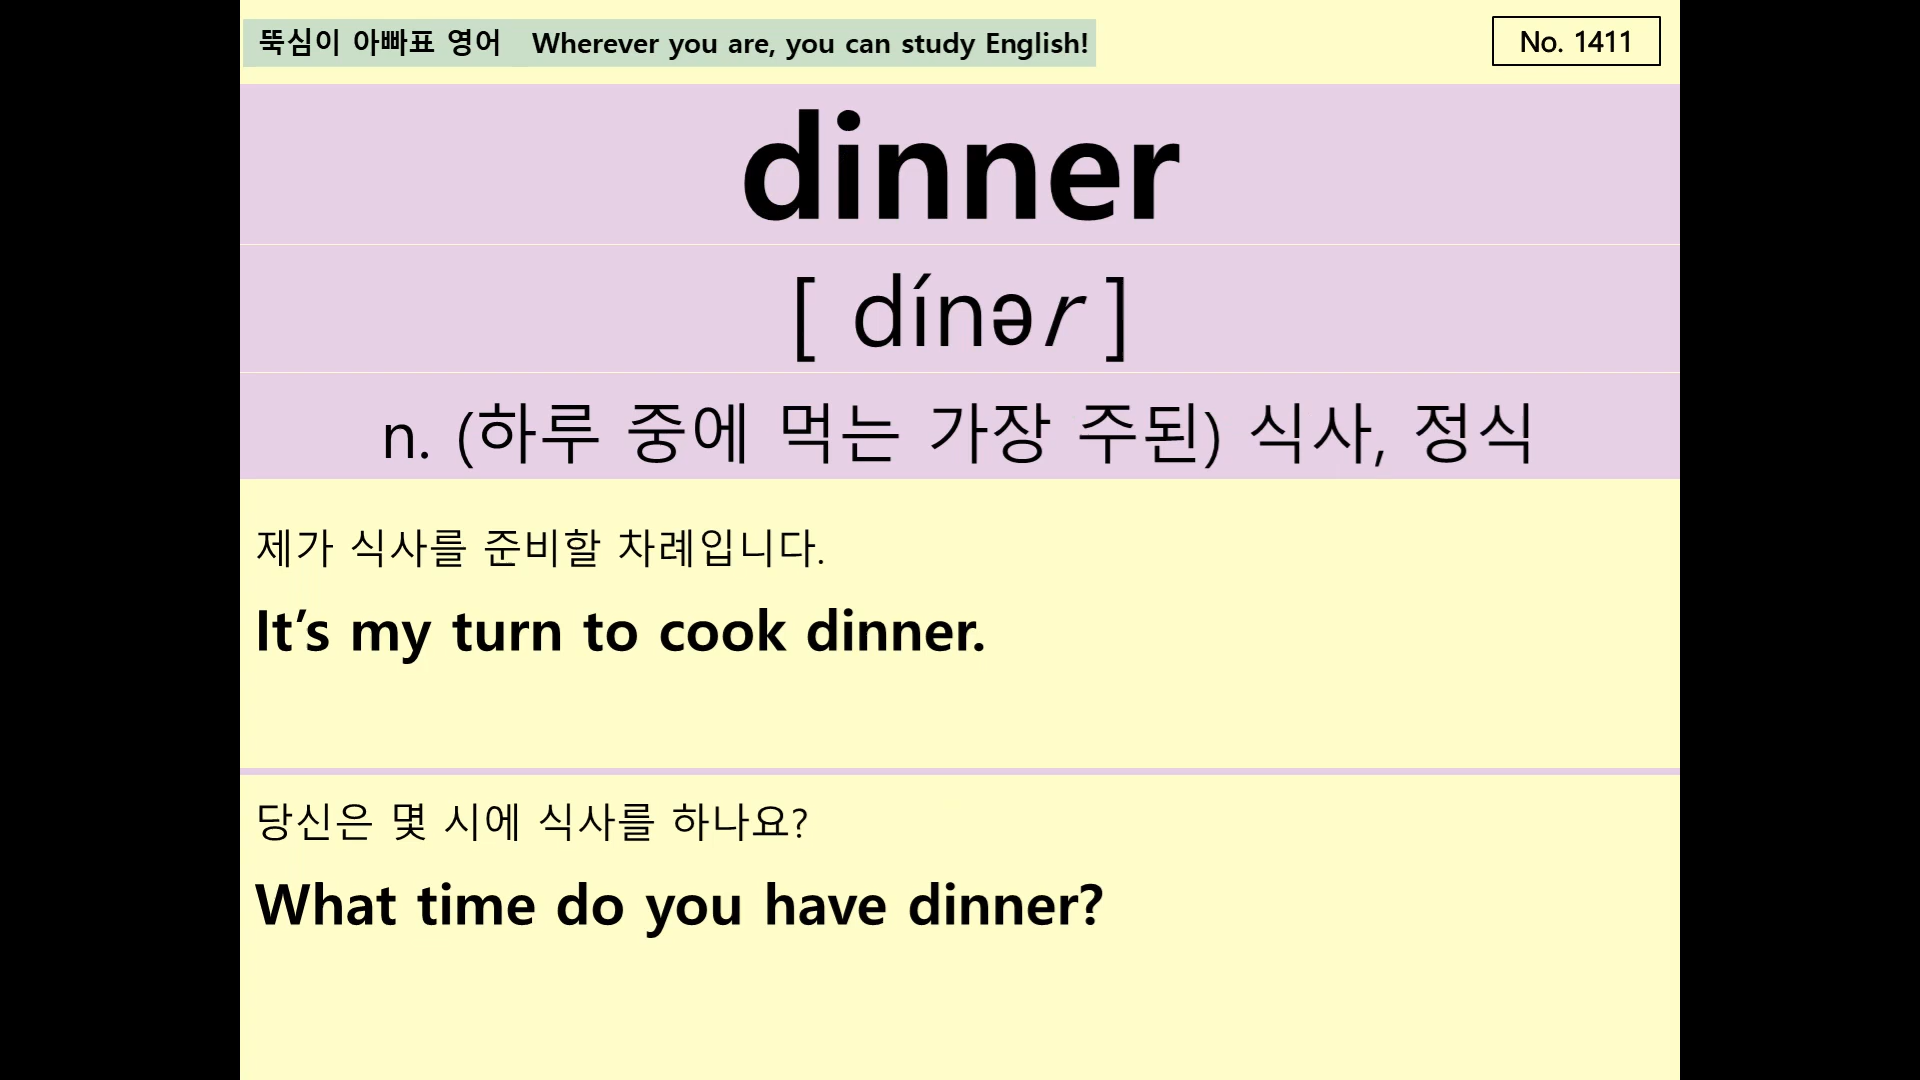 뚝심이 아빠표 영어 Wherever you are, you can study English!
No. 1411
dinner
[ dínər ]
n. (하루 중에 먹는 가장 주된) 식사, 정식
제가 식사를 준비할 차례입니다.
It’s my turn to cook dinner.
당신은 몇 시에 식사를 하나요?
What time do you have dinner?